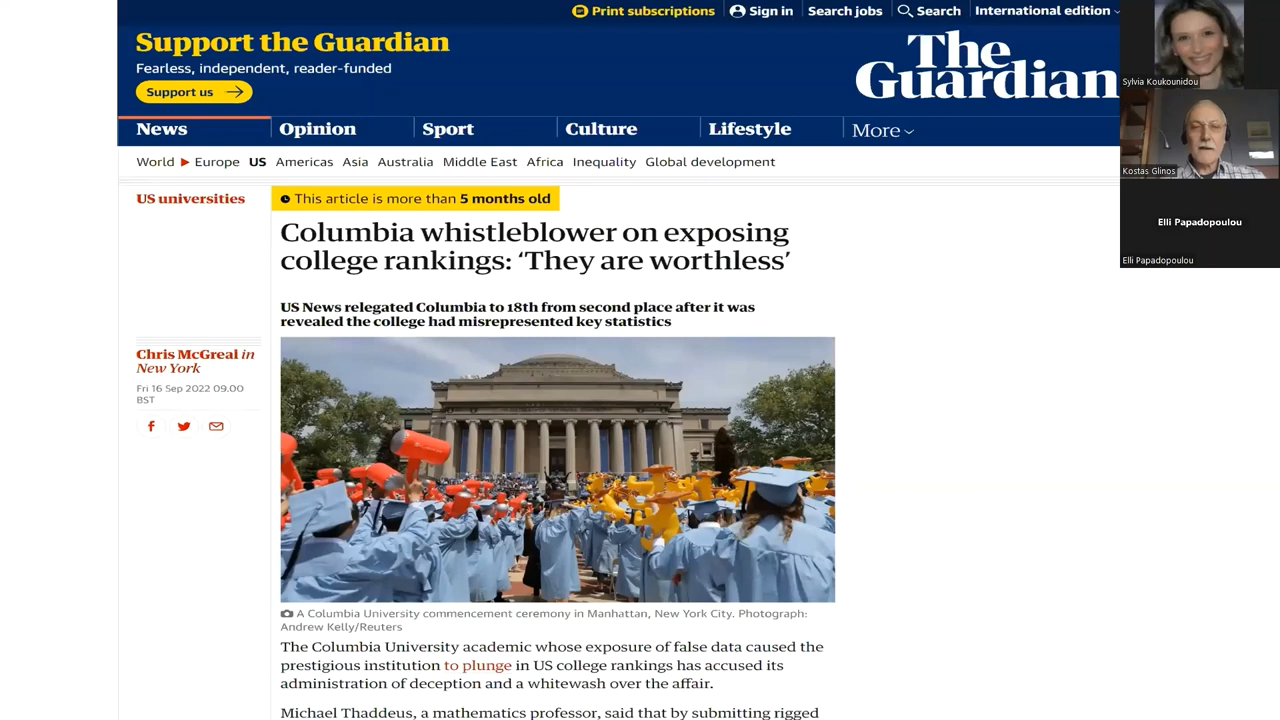 Print subscriptions
Sign in
Search jobs
Search
International edition
Support the Guardian
Fearless, independent, reader-funded
Support us
The
Guardian
News
Opinion
Sport
Culture
Lifestyle
More
World
Europe
US
Americas
Asia
Australia
Middle East
Africa
Inequality
Global development
US universities
This article is more than 5 months old
Columbia whistleblower on exposing
college rankings: ‘They are worthless’
US News relegated Columbia to 18th from second place after it was
revealed the college had misrepresented key statistics
Chris McGreal in
New York
Fri 16 Sep 2022 09.00
BST
A Columbia University commencement ceremony in Manhattan, New York City. Photograph:
Andrew Kelly/Reuters
The Columbia University academic whose exposure of false data caused the
prestigious institution to plunge in US college rankings has accused its
administration of deception and a whitewash over the affair.
Michael Thaddeus, a mathematics professor, said that by submitting rigged
Sylvia Koukounidou
Kostas Glinos
Elli Papadopoulou
Elli Papadopoulou